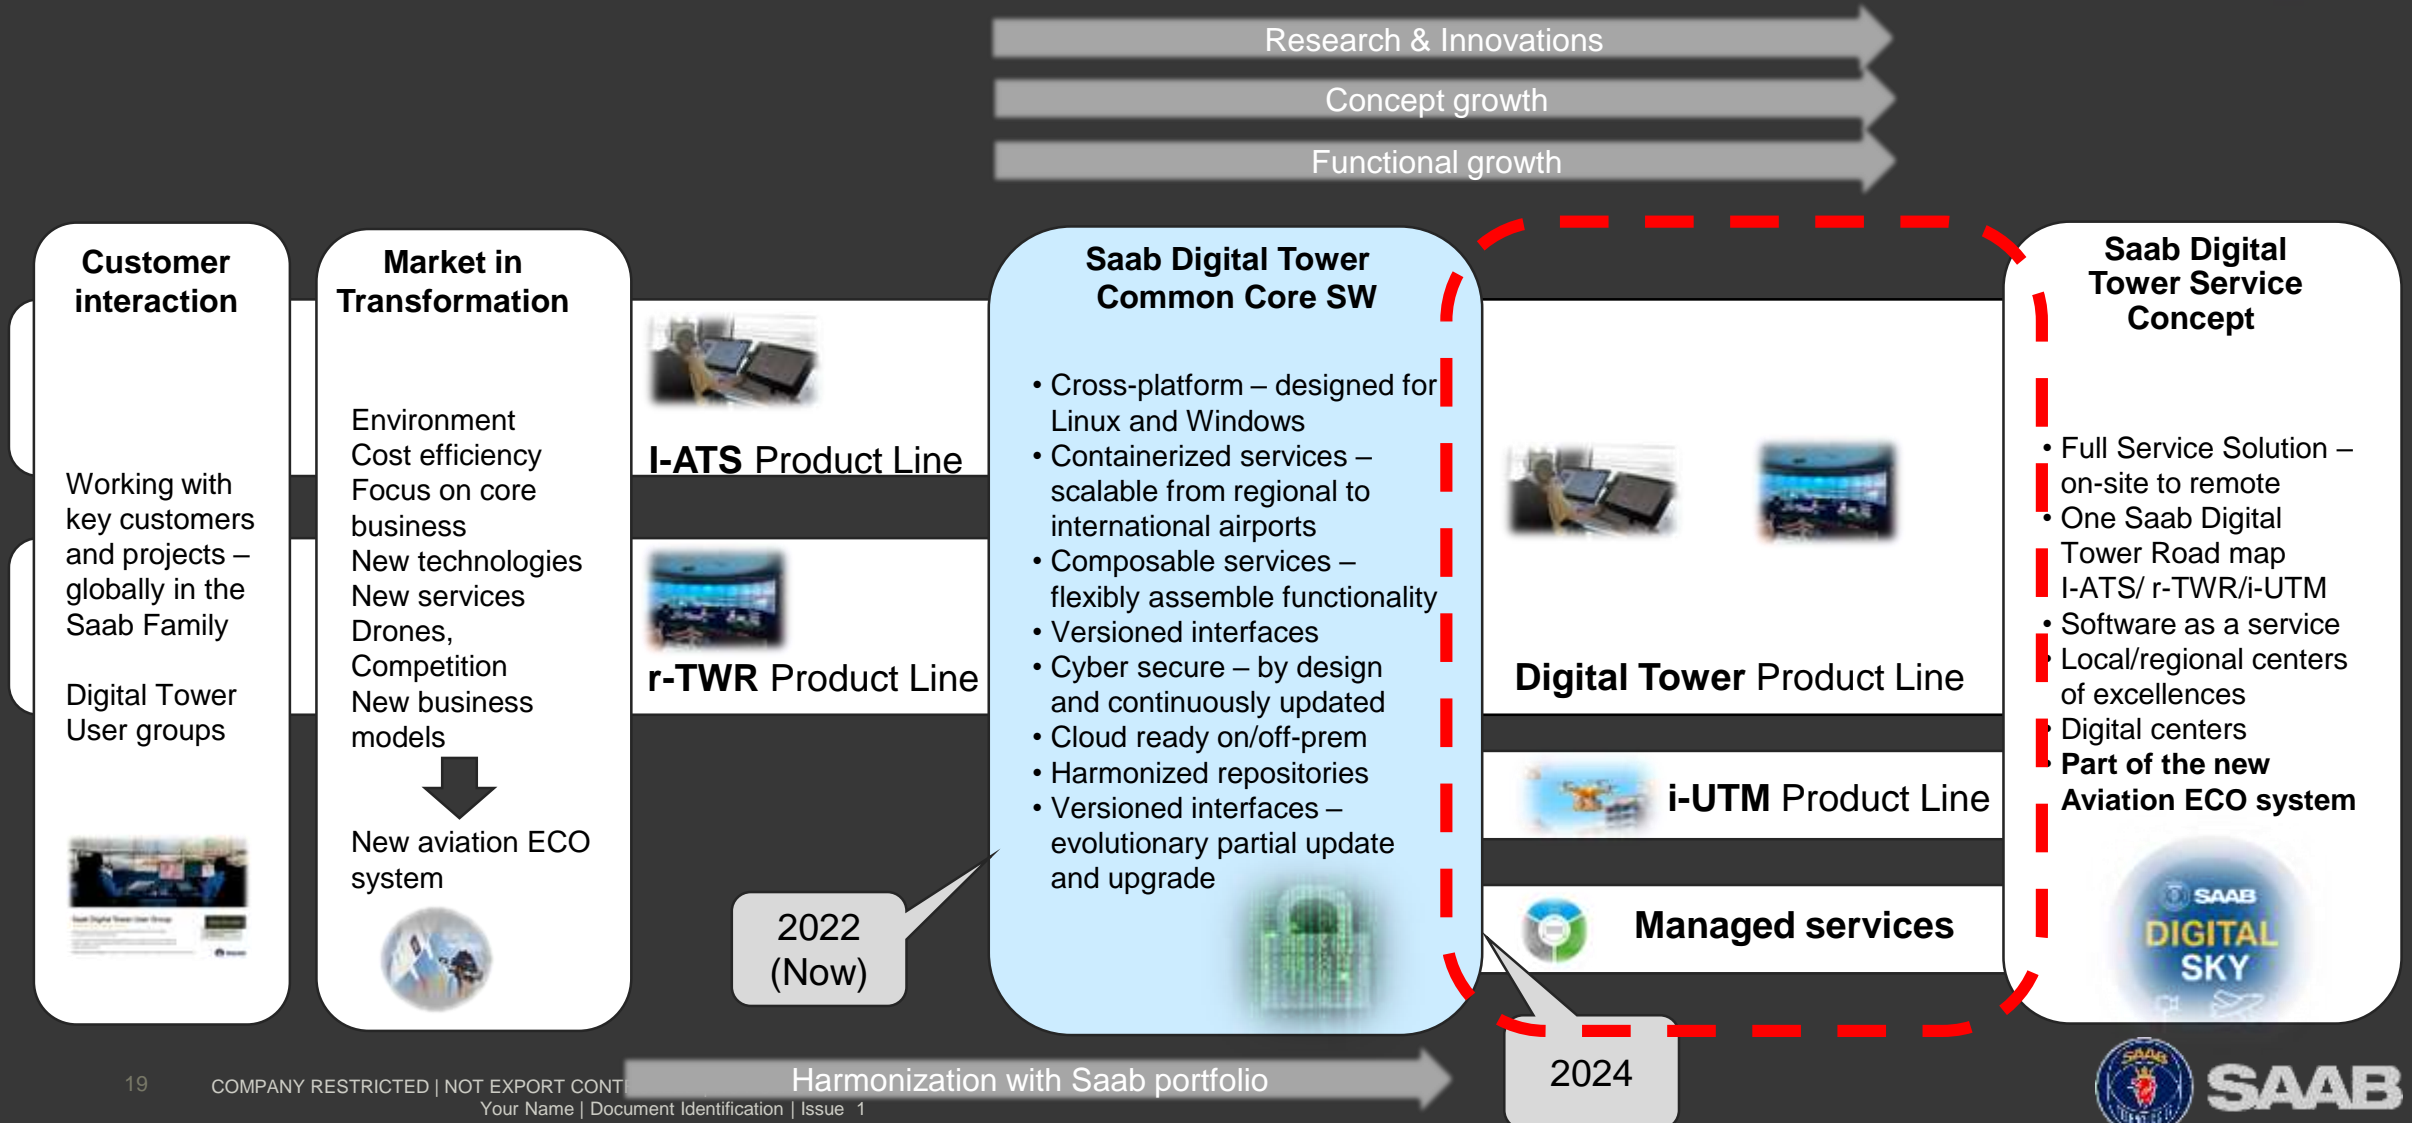 Research & Innovations
Concept growth
Functional growth
Customer
interaction
Working with
key customers
and projects –
globally in the
Saab Family
Digital Tower
User groups
Saab Digital Tower User Group
Market in
Transformation
Environment
Cost efficiency
Focus on core
business
New technologies
New services
Drones,
Competition
New business
models
New aviation ECO
system
I-ATS Product Line
r-TWR Product Line
2022
(Now)
Saab Digital Tower
Common Core SW
• Cross-platform – designed for
Linux and Windows
• Containerized services –
scalable from regional to
international airports
• Composable services –
flexibly assemble functionality
• Versioned interfaces
• Cyber secure – by design
and continuously updated
• Cloud ready on/off-prem
• Harmonized repositories
• Versioned interfaces –
evolutionary partial update
and upgrade
Digital Tower Product Line
i-UTM Product Line
Managed services
2024
Saab Digital
Tower Service
Concept
• Full Service Solution –
on-site to remote
• One Saab Digital
Tower Road map
I-ATS/ r-TWR/i-UTM
• Software as a service
• Local/regional centers
of excellences
• Digital centers
• Part of the new
Aviation ECO system
SAAB
DIGITAL
SKY
Harmonization with Saab portfolio
19
COMPANY RESTRICTED | NOT EXPORT CONT
Your Name | Document Identification | Issue 1
SAAB
SAAB